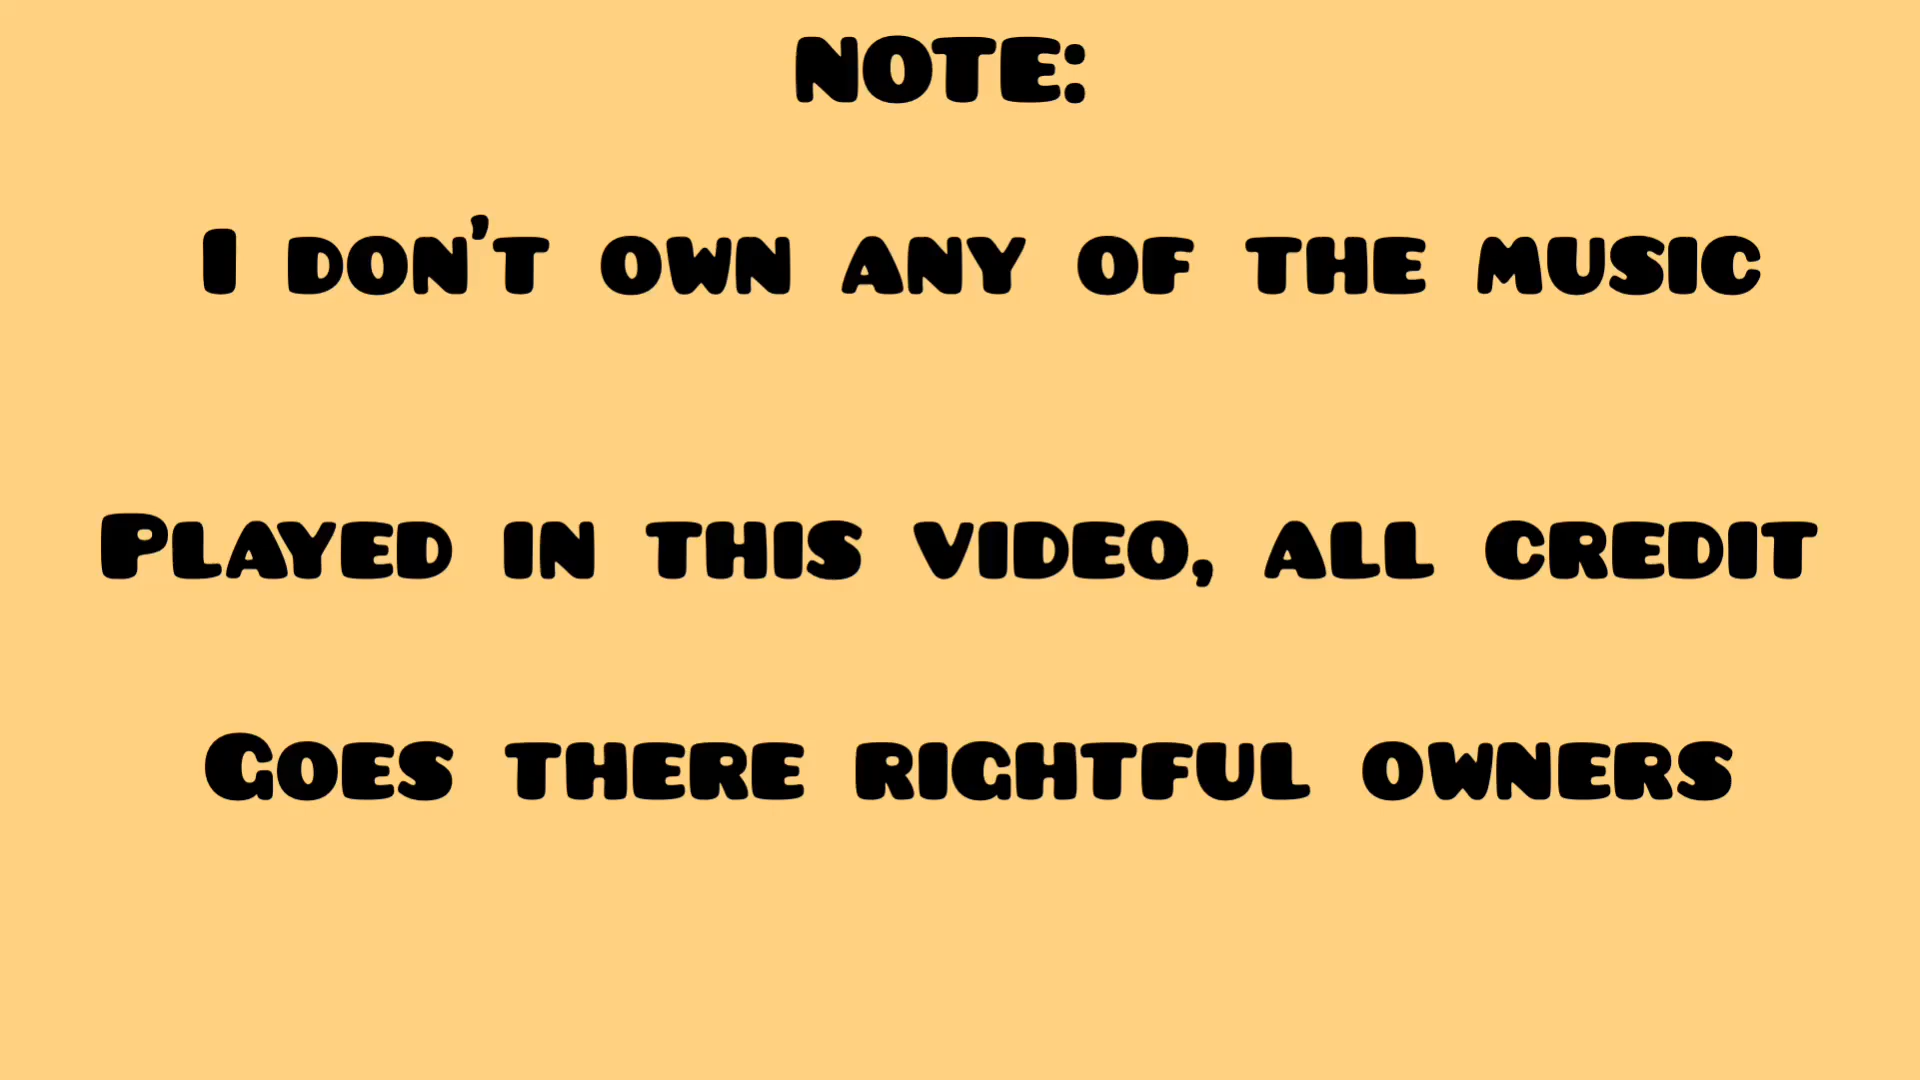 NOTE:
I don't own any of the music
Played in this video, all credit
Goes there rightful owners